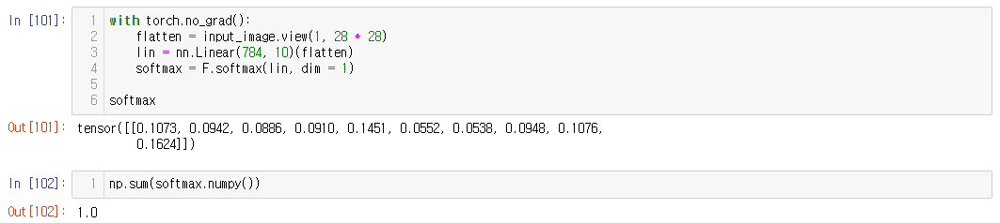 In [101]:
1 with torch.no_grad():
2     flatten = input_image.view(1, 28 * 28)
3     lin = nn.Linear(784, 10)(flatten)
4     softmax = F.softmax(lin, dim = 1)
5
6 softmax
Out[101]: tensor([[0.1073, 0.0942, 0.0886, 0.0910, 0.1451, 0.0552, 0.0538, 0.0948, 0.1076,
0.1624]])
In [102]: 1 np.sum(softmax.numpy())
Out[102]: 1.0